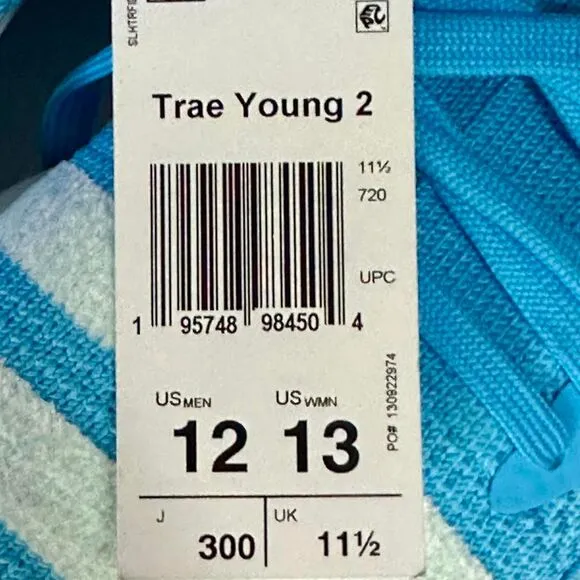 Trae Young 2
11½
720
UPC
1 95748 98450 4
PO# 130922974
US MEN US WMN
12 13
J UK
300 11½